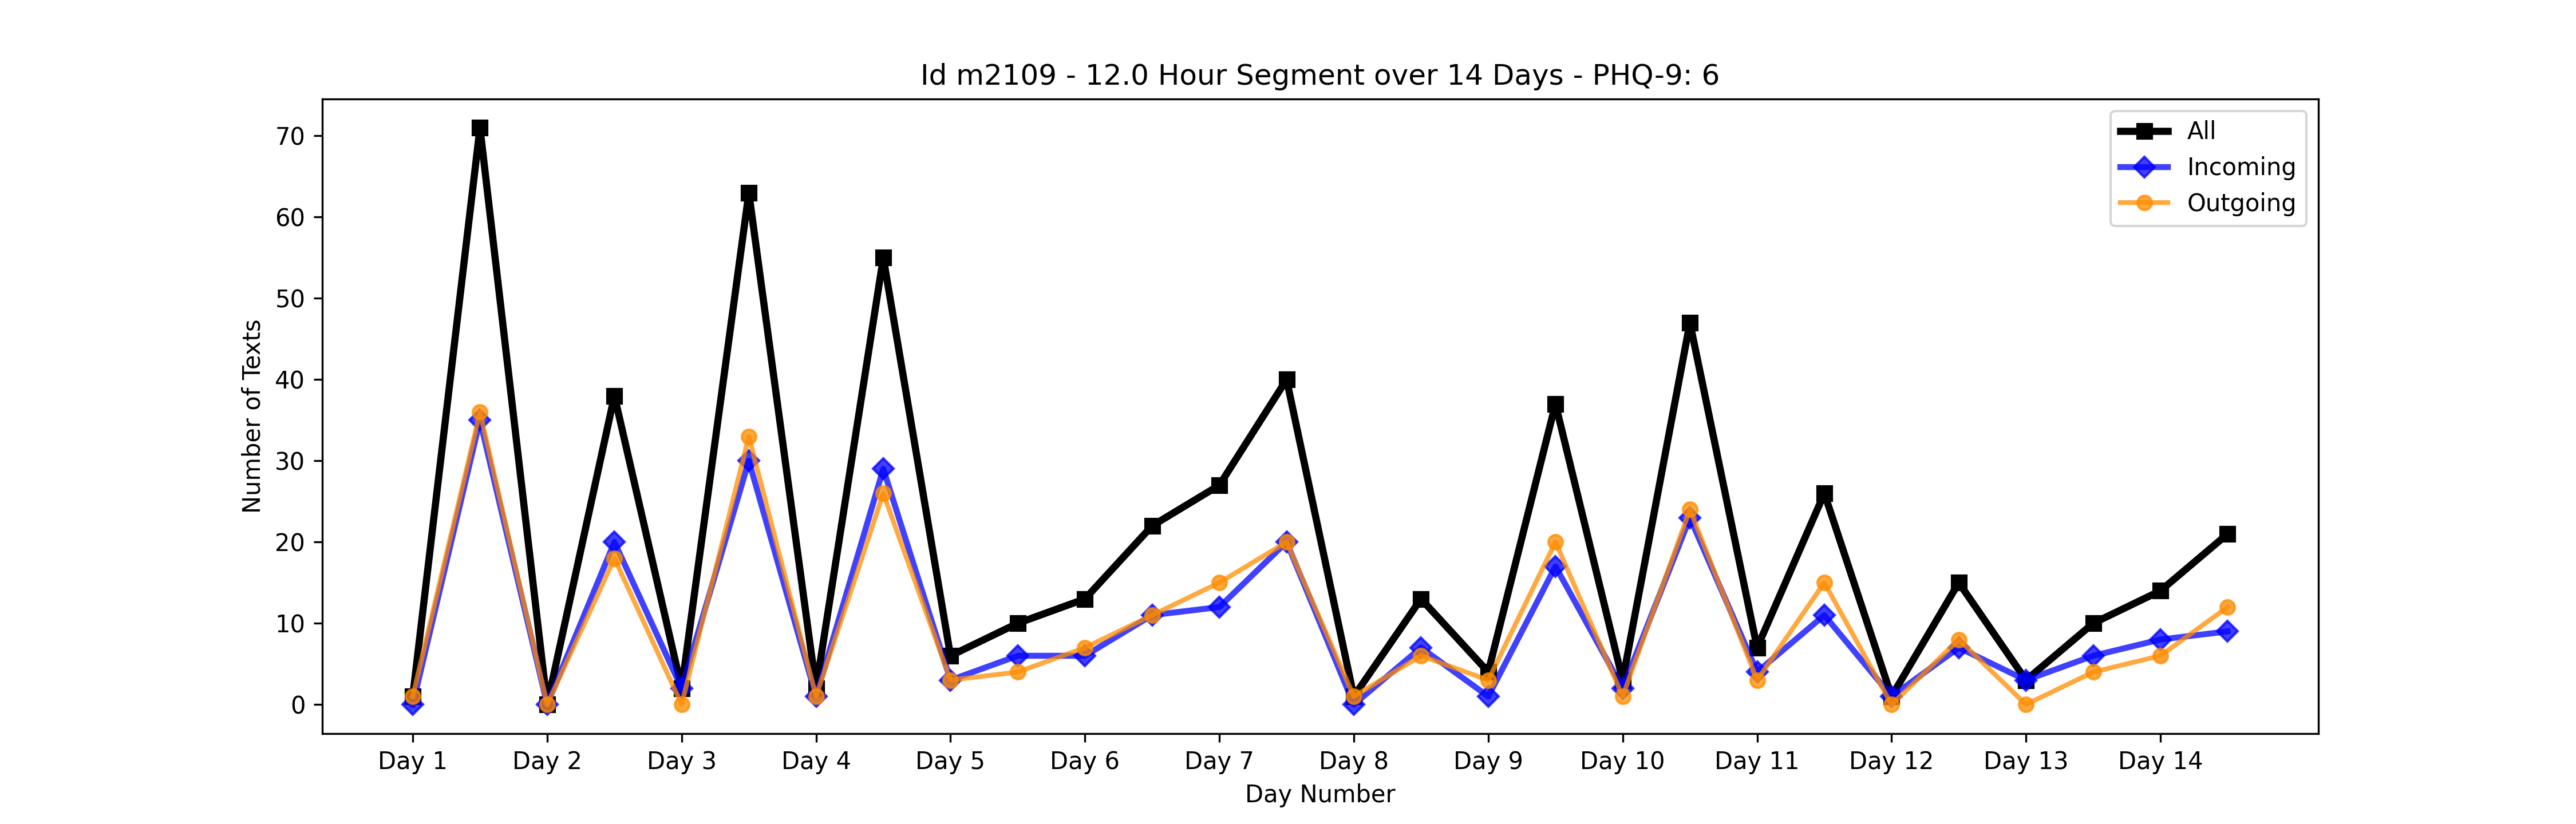 Id m2109 - 12.0 Hour Segment over 14 Days - PHQ-9: 6
All
Incoming
Outgoing
Number of Texts
70
60
50
40
30
20
10
0
Day 1 Day 2 Day 3 Day 4 Day 5 Day 6 Day 7 Day 8 Day 9 Day 10 Day 11 Day 12 Day 13 Day 14
Day Number